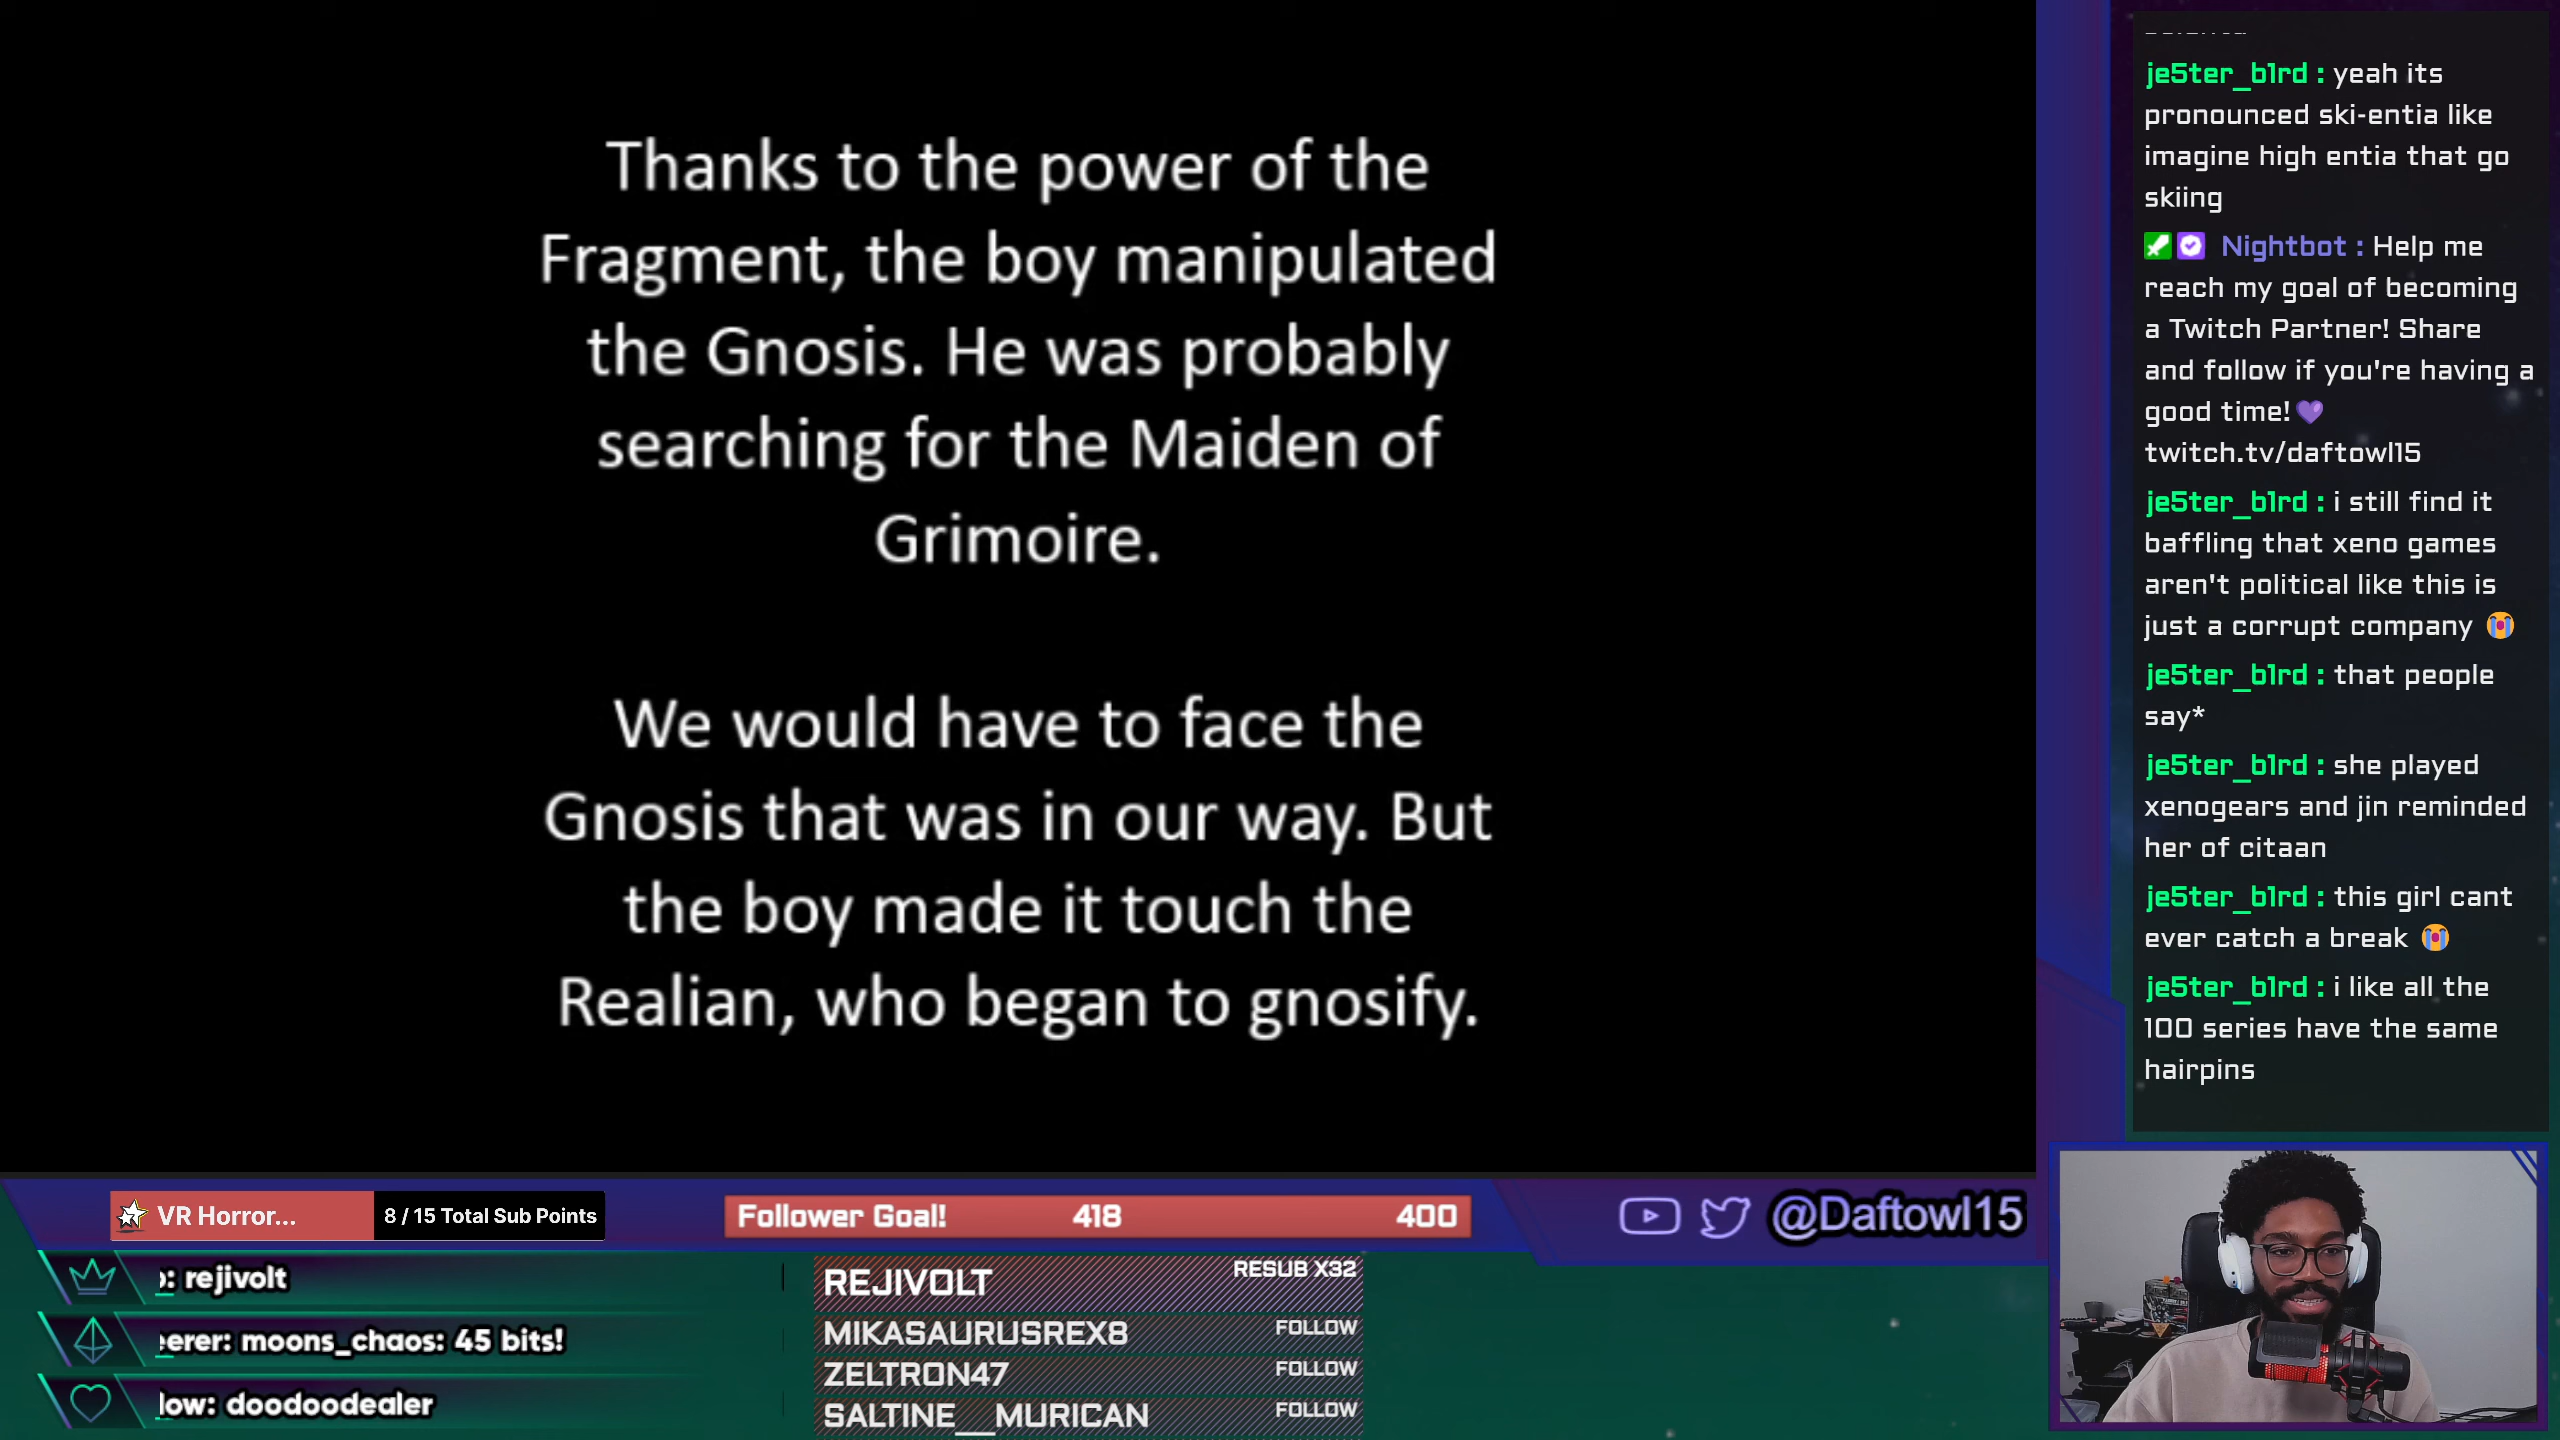 Thanks to the power of the
Fragment, the boy manipulated
the Gnosis. He was probably
searching for the Maiden of
Grimoire.
We would have to face the
Gnosis that was in our way. But
the boy made it touch the
Realian, who began to gnosify.
je5ter_b1rd : yeah its
pronounced ski-entia like
imagine high entia that go
skiing
Nightbot : Help me
reach my goal of becoming
a Twitch Partner! Share
and follow if you're having a
good time!💜
twitch.tv/daftowl15
je5ter_b1rd : i still find it
baffling that xeno games
aren't political like this is
just a corrupt company 😭
je5ter_b1rd : that people
say*
je5ter_b1rd : she played
xenogears and jin reminded
her of citaan
je5ter_b1rd : this girl cant
ever catch a break 😭
je5ter_b1rd : i like all the
100 series have the same
hairpins
VR Horror... 8 / 15 Total Sub Points
Follower Goal! 418 400
@Daftowl15
: rejivolt
erer: moons_chaos: 45 bits!
low: doodoodealer
REJIVOLT RESUB X32
MIKASAURUSREX8 FOLLOW
ZELTRON47 FOLLOW
SALTINE__MURICAN FOLLOW